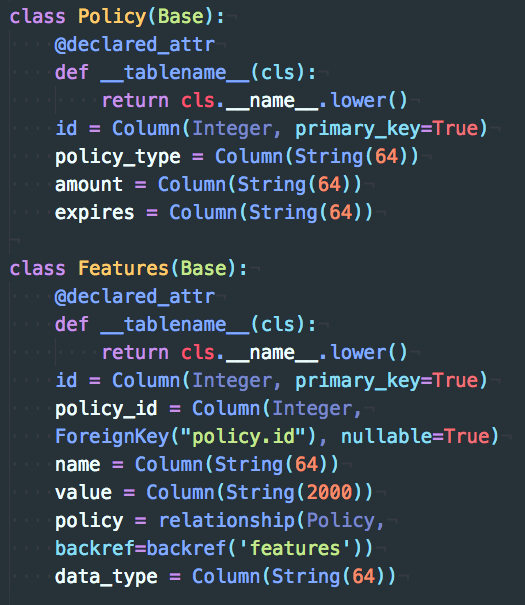 class Policy(Base):
    @declared_attr
    def __tablename__(cls):
        return cls.__name__.lower()
    id = Column(Integer, primary_key=True)
    policy_type = Column(String(64))
    amount = Column(String(64))
    expires = Column(String(64))

class Features(Base):
    @declared_attr
    def __tablename__(cls):
        return cls.__name__.lower()
    id = Column(Integer, primary_key=True)
    policy_id = Column(Integer,
    ForeignKey("policy.id"), nullable=True)
    name = Column(String(64))
    value = Column(String(2000))
    policy = relationship(Policy,
    backref=backref('features'))
    data_type = Column(String(64))